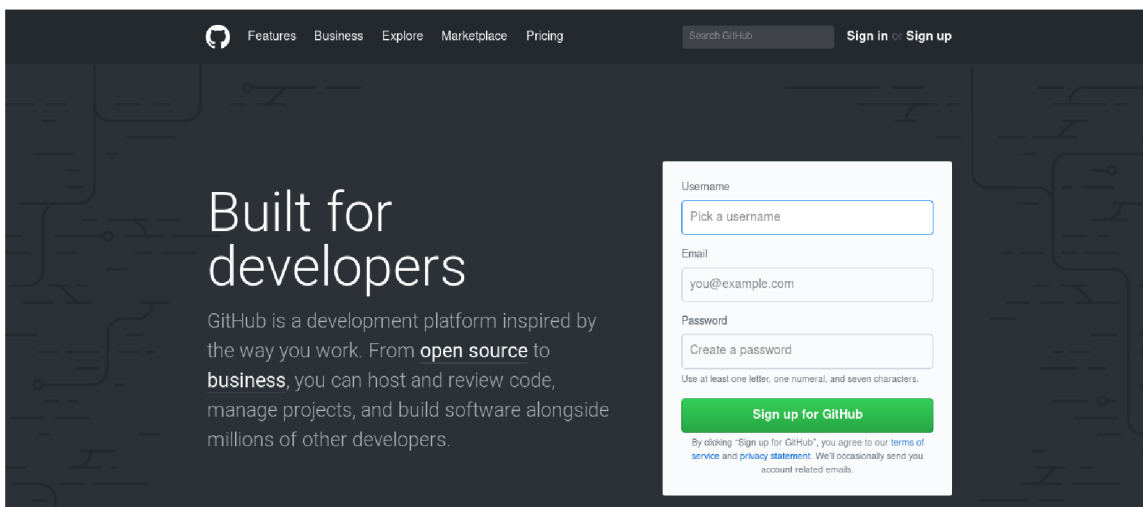 Features Business Explore Marketplace Pricing Search GitHub Sign in or Sign up
Built for
developers
GitHub is a development platform inspired by
the way you work. From open source to
business, you can host and review code,
manage projects, and build software alongside
millions of other developers.
Username
Pick a username
Email
you@example.com
Password
Create a password
Use at least one letter, one numeral, and seven characters.
Sign up for GitHub
By clicking "Sign up for GitHub", you agree to our terms of
service and privacy statement. We'll occasionally send you
account related emails.